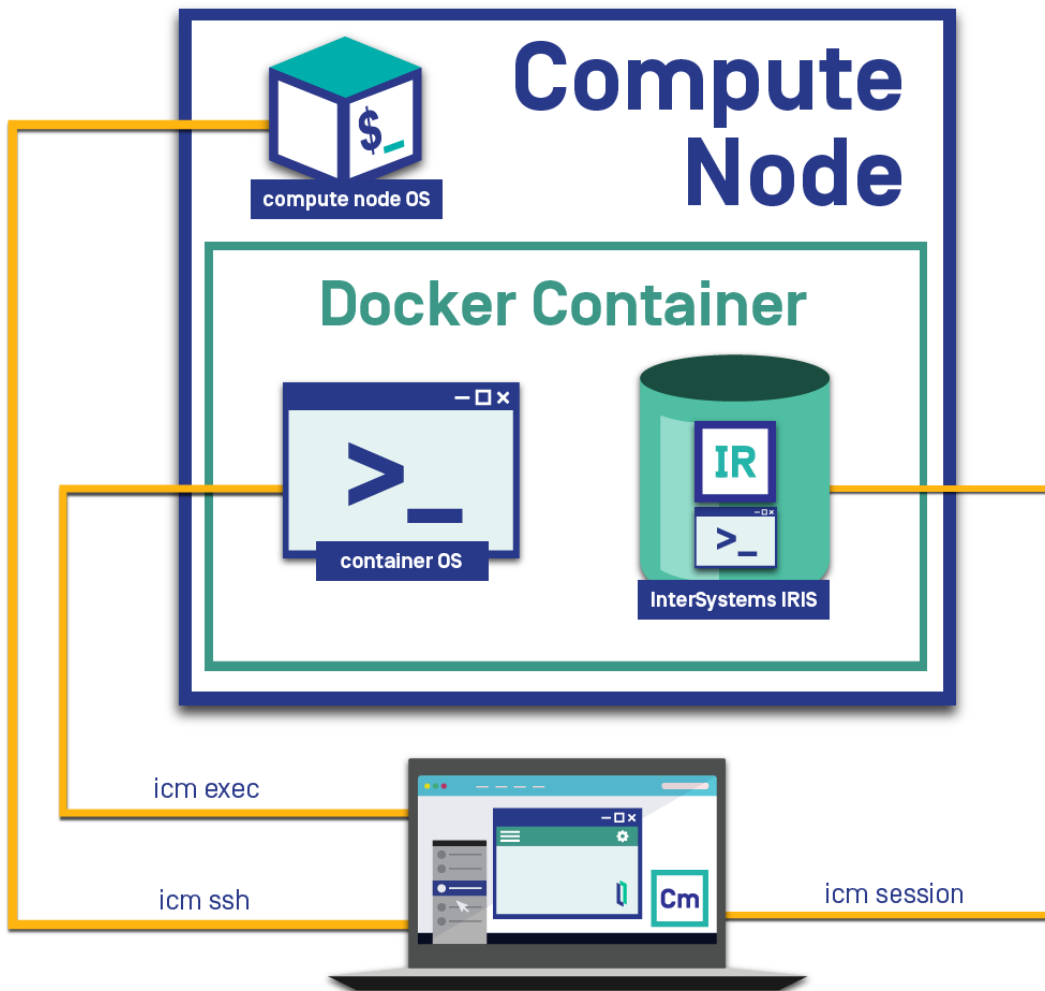 Compute
Node
$_
compute node OS
Docker Container
>_
container OS
IR
>_
InterSystems IRIS
icm exec
icm ssh
Cm
icm session